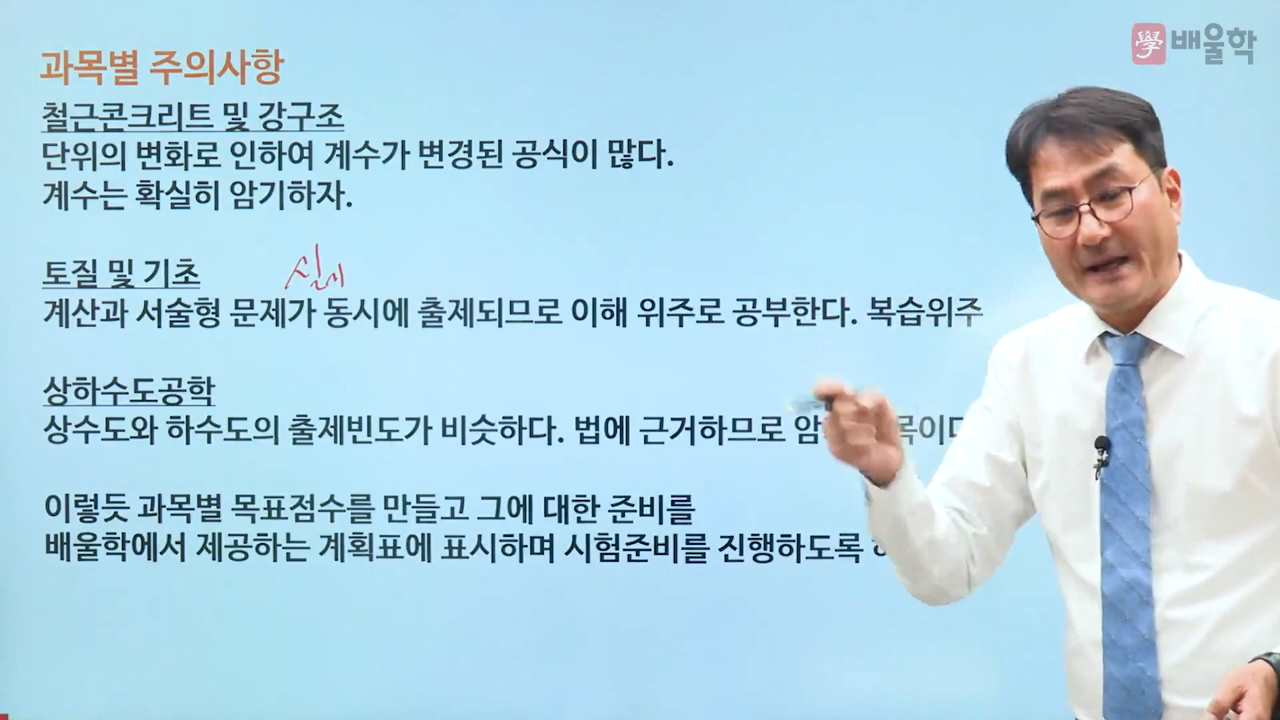 學 배울학
과목별 주의사항
철근콘크리트 및 강구조
단위의 변화로 인하여 계수가 변경된 공식이 많다.
계수는 확실히 암기하자.
토질 및 기초
계산과 서술형 문제가 동시에 출제되므로 이해 위주로 공부한다. 복습위주
상하수도공학
상수도와 하수도의 출제빈도가 비슷하다. 법에 근거하므로
이렇듯 과목별 목표점수를 만들고 그에 대한 준비를
배울학에서 제공하는 계획표에 표시하며 시험준비를 진행하도록